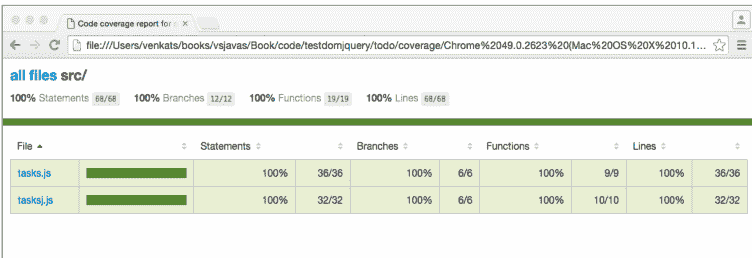 Code coverage report for s
file:///Users/venkats/books/vsjavas/Book/code/testdomjquery/todo/coverage/Chrome%2049.0.2623%20(Mac%20OS%20X%2010.1...
all files src/
100% Statements 68/68 100% Branches 12/12 100% Functions 19/19 100% Lines 68/68
File Statements Branches Functions Lines
tasks.js 100% 36/36 100% 6/6 100% 9/9 100% 36/36
tasksj.js 100% 32/32 100% 6/6 100% 10/10 100% 32/32